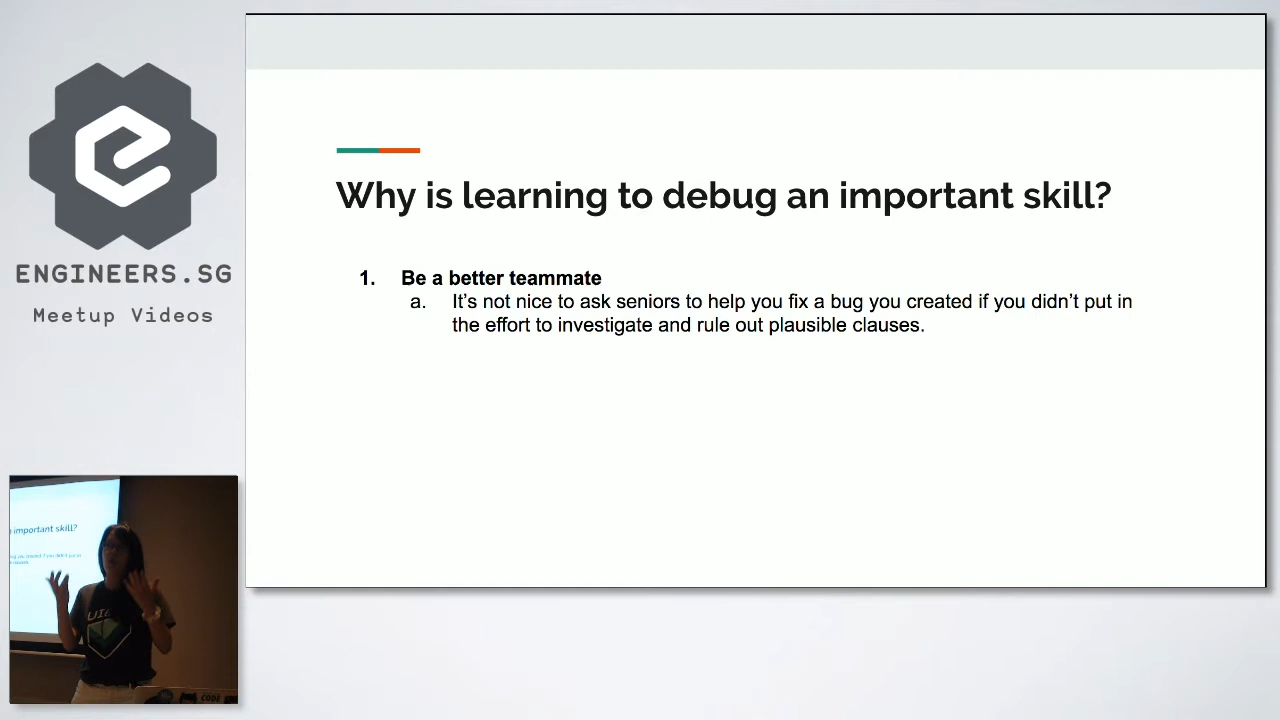 ENGINEERS.SG
Meetup Videos
Why is learning to debug an important skill?
1. Be a better teammate
a. It’s not nice to ask seniors to help you fix a bug you created if you didn’t put in
the effort to investigate and rule out plausible clauses.
important skill?
CODE